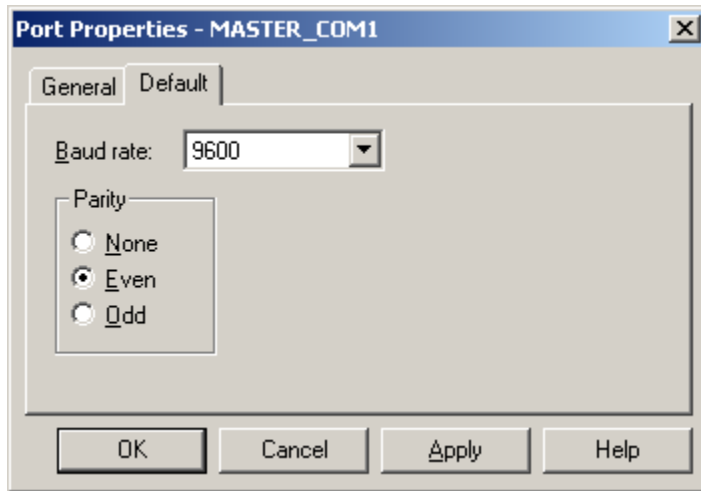 Port Properties - MASTER_COM1
General Default
Baud rate: 9600
Parity
None
Even
Odd
OK Cancel Apply Help